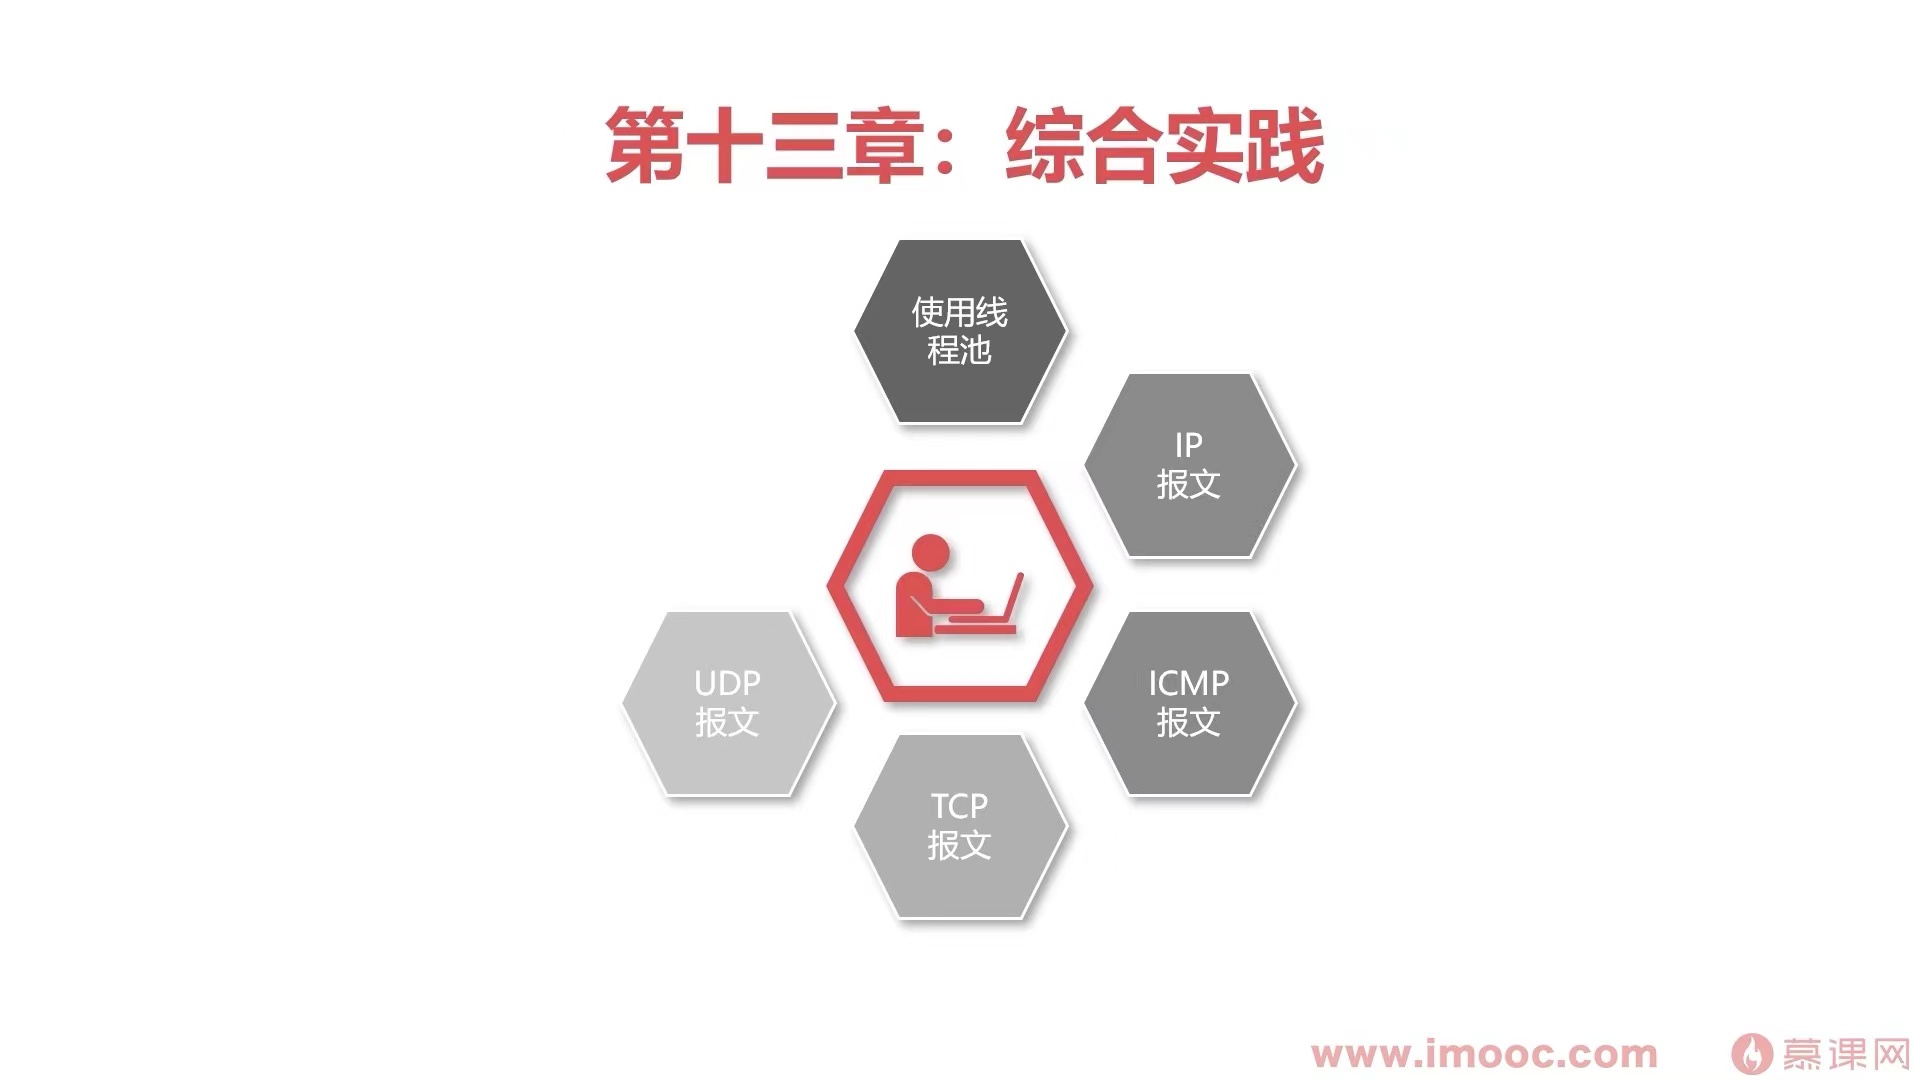 第十三章：综合实践
使用线
程池
IP
报文
ICMP
报文
TCP
报文
UDP
报文
www.imooc.com
慕课网